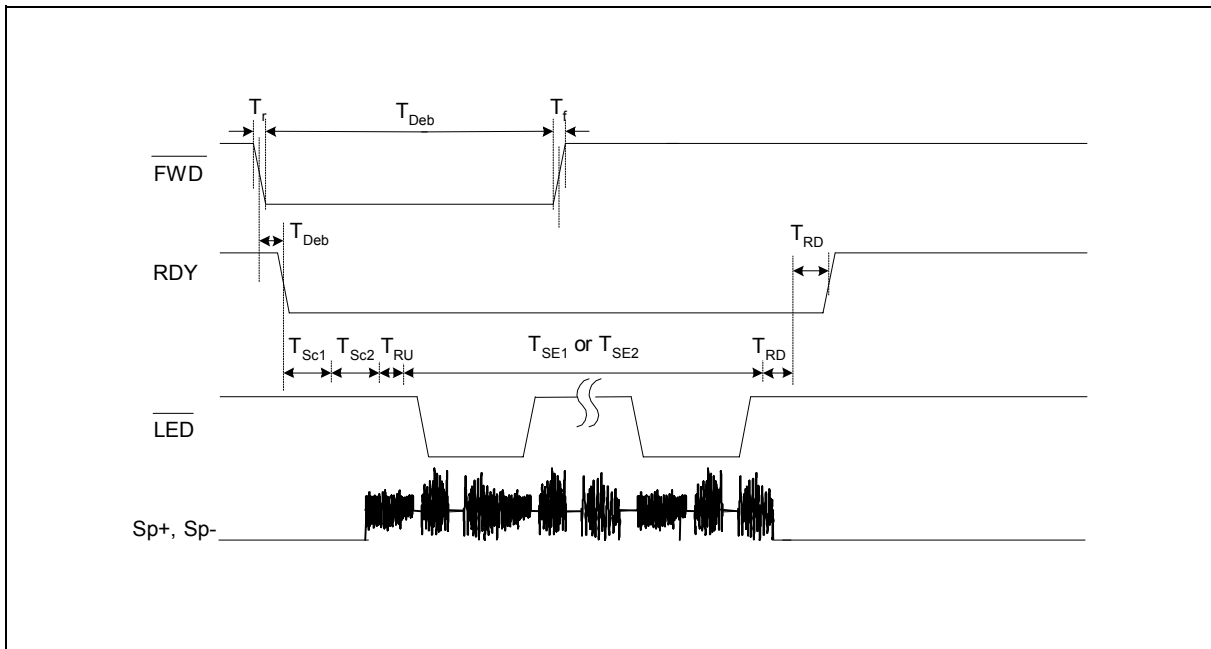 Tr TDeb Tf
FWD
TDeb TRD
RDY
TSc1 TSc2 TRU TSE1 or TSE2 TRD
LED
Sp+, Sp-